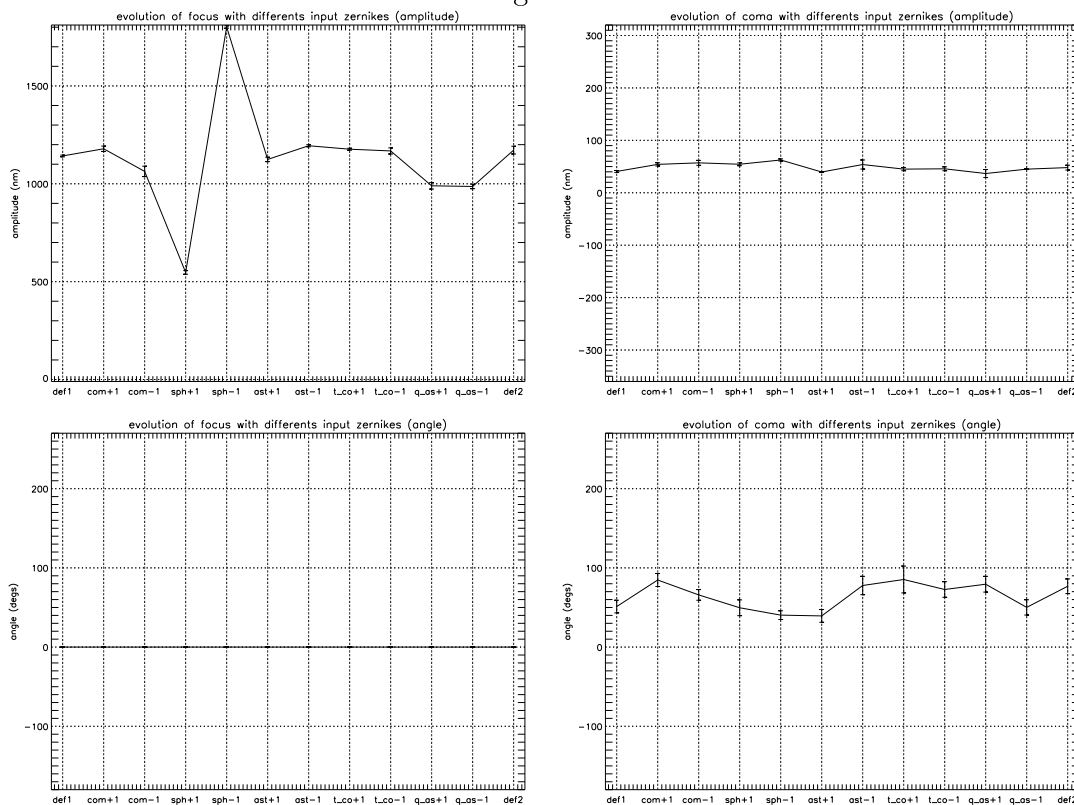 evolution of focus with differents input zernikes (amplitude)
amplitude (nm)
1500
1000
500
0
def1 com+1 com-1 sph+1 sph-1 ast+1 ast-1 t_co+1 t_co-1 q_as+1 q_as-1 def2
evolution of coma with differents input zernikes (amplitude)
amplitude (nm)
300
200
100
0
-100
-200
-300
def1 com+1 com-1 sph+1 sph-1 ast+1 ast-1 t_co+1 t_co-1 q_as+1 q_as-1 def2
evolution of focus with differents input zernikes (angle)
angle (degs)
200
100
0
-100
def1 com+1 com-1 sph+1 sph-1 ast+1 ast-1 t_co+1 t_co-1 q_as+1 q_as-1 def2
evolution of coma with differents input zernikes (angle)
angle (degs)
200
100
0
-100
def1 com+1 com-1 sph+1 sph-1 ast+1 ast-1 t_co+1 t_co-1 q_as+1 q_as-1 def2